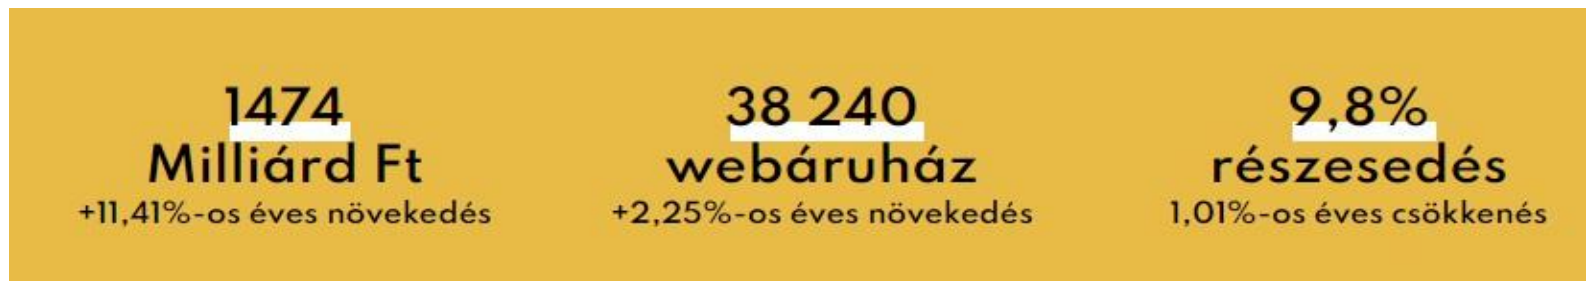 1474
Milliárd Ft
+11,41%-os éves növekedés
38 240
webáruház
+2,25%-os éves növekedés
9,8%
részesedés
1,01%-os éves csökkenés